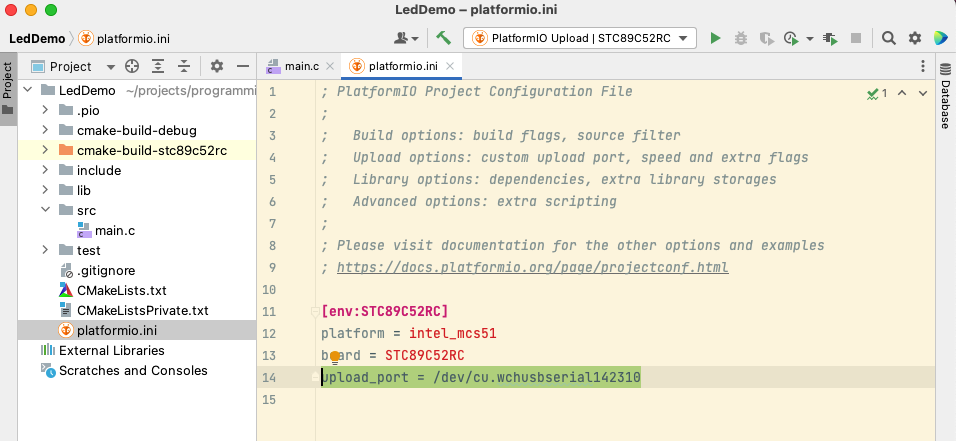 LedDemo – platformio.ini
LedDemo
platformio.ini
PlatformIO Upload | STC89C52RC
Project
Project
main.c
platformio.ini
Database
LedDemo ~/projects/programmi
.pio
cmake-build-debug
cmake-build-stc89c52rc
include
lib
src
main.c
test
.gitignore
CMakeLists.txt
CMakeListsPrivate.txt
platformio.ini
External Libraries
Scratches and Consoles
1 ; PlatformIO Project Configuration File
2 ;
3 ;   Build options: build flags, source filter
4 ;   Upload options: custom upload port, speed and extra flags
5 ;   Library options: dependencies, extra library storages
6 ;   Advanced options: extra scripting
7 ;
8 ; Please visit documentation for the other options and examples
9 ; https://docs.platformio.org/page/projectconf.html
10
11 [env:STC89C52RC]
12 platform = intel_mcs51
13 board = STC89C52RC
14 upload_port = /dev/cu.wchusbserial142310
15
1